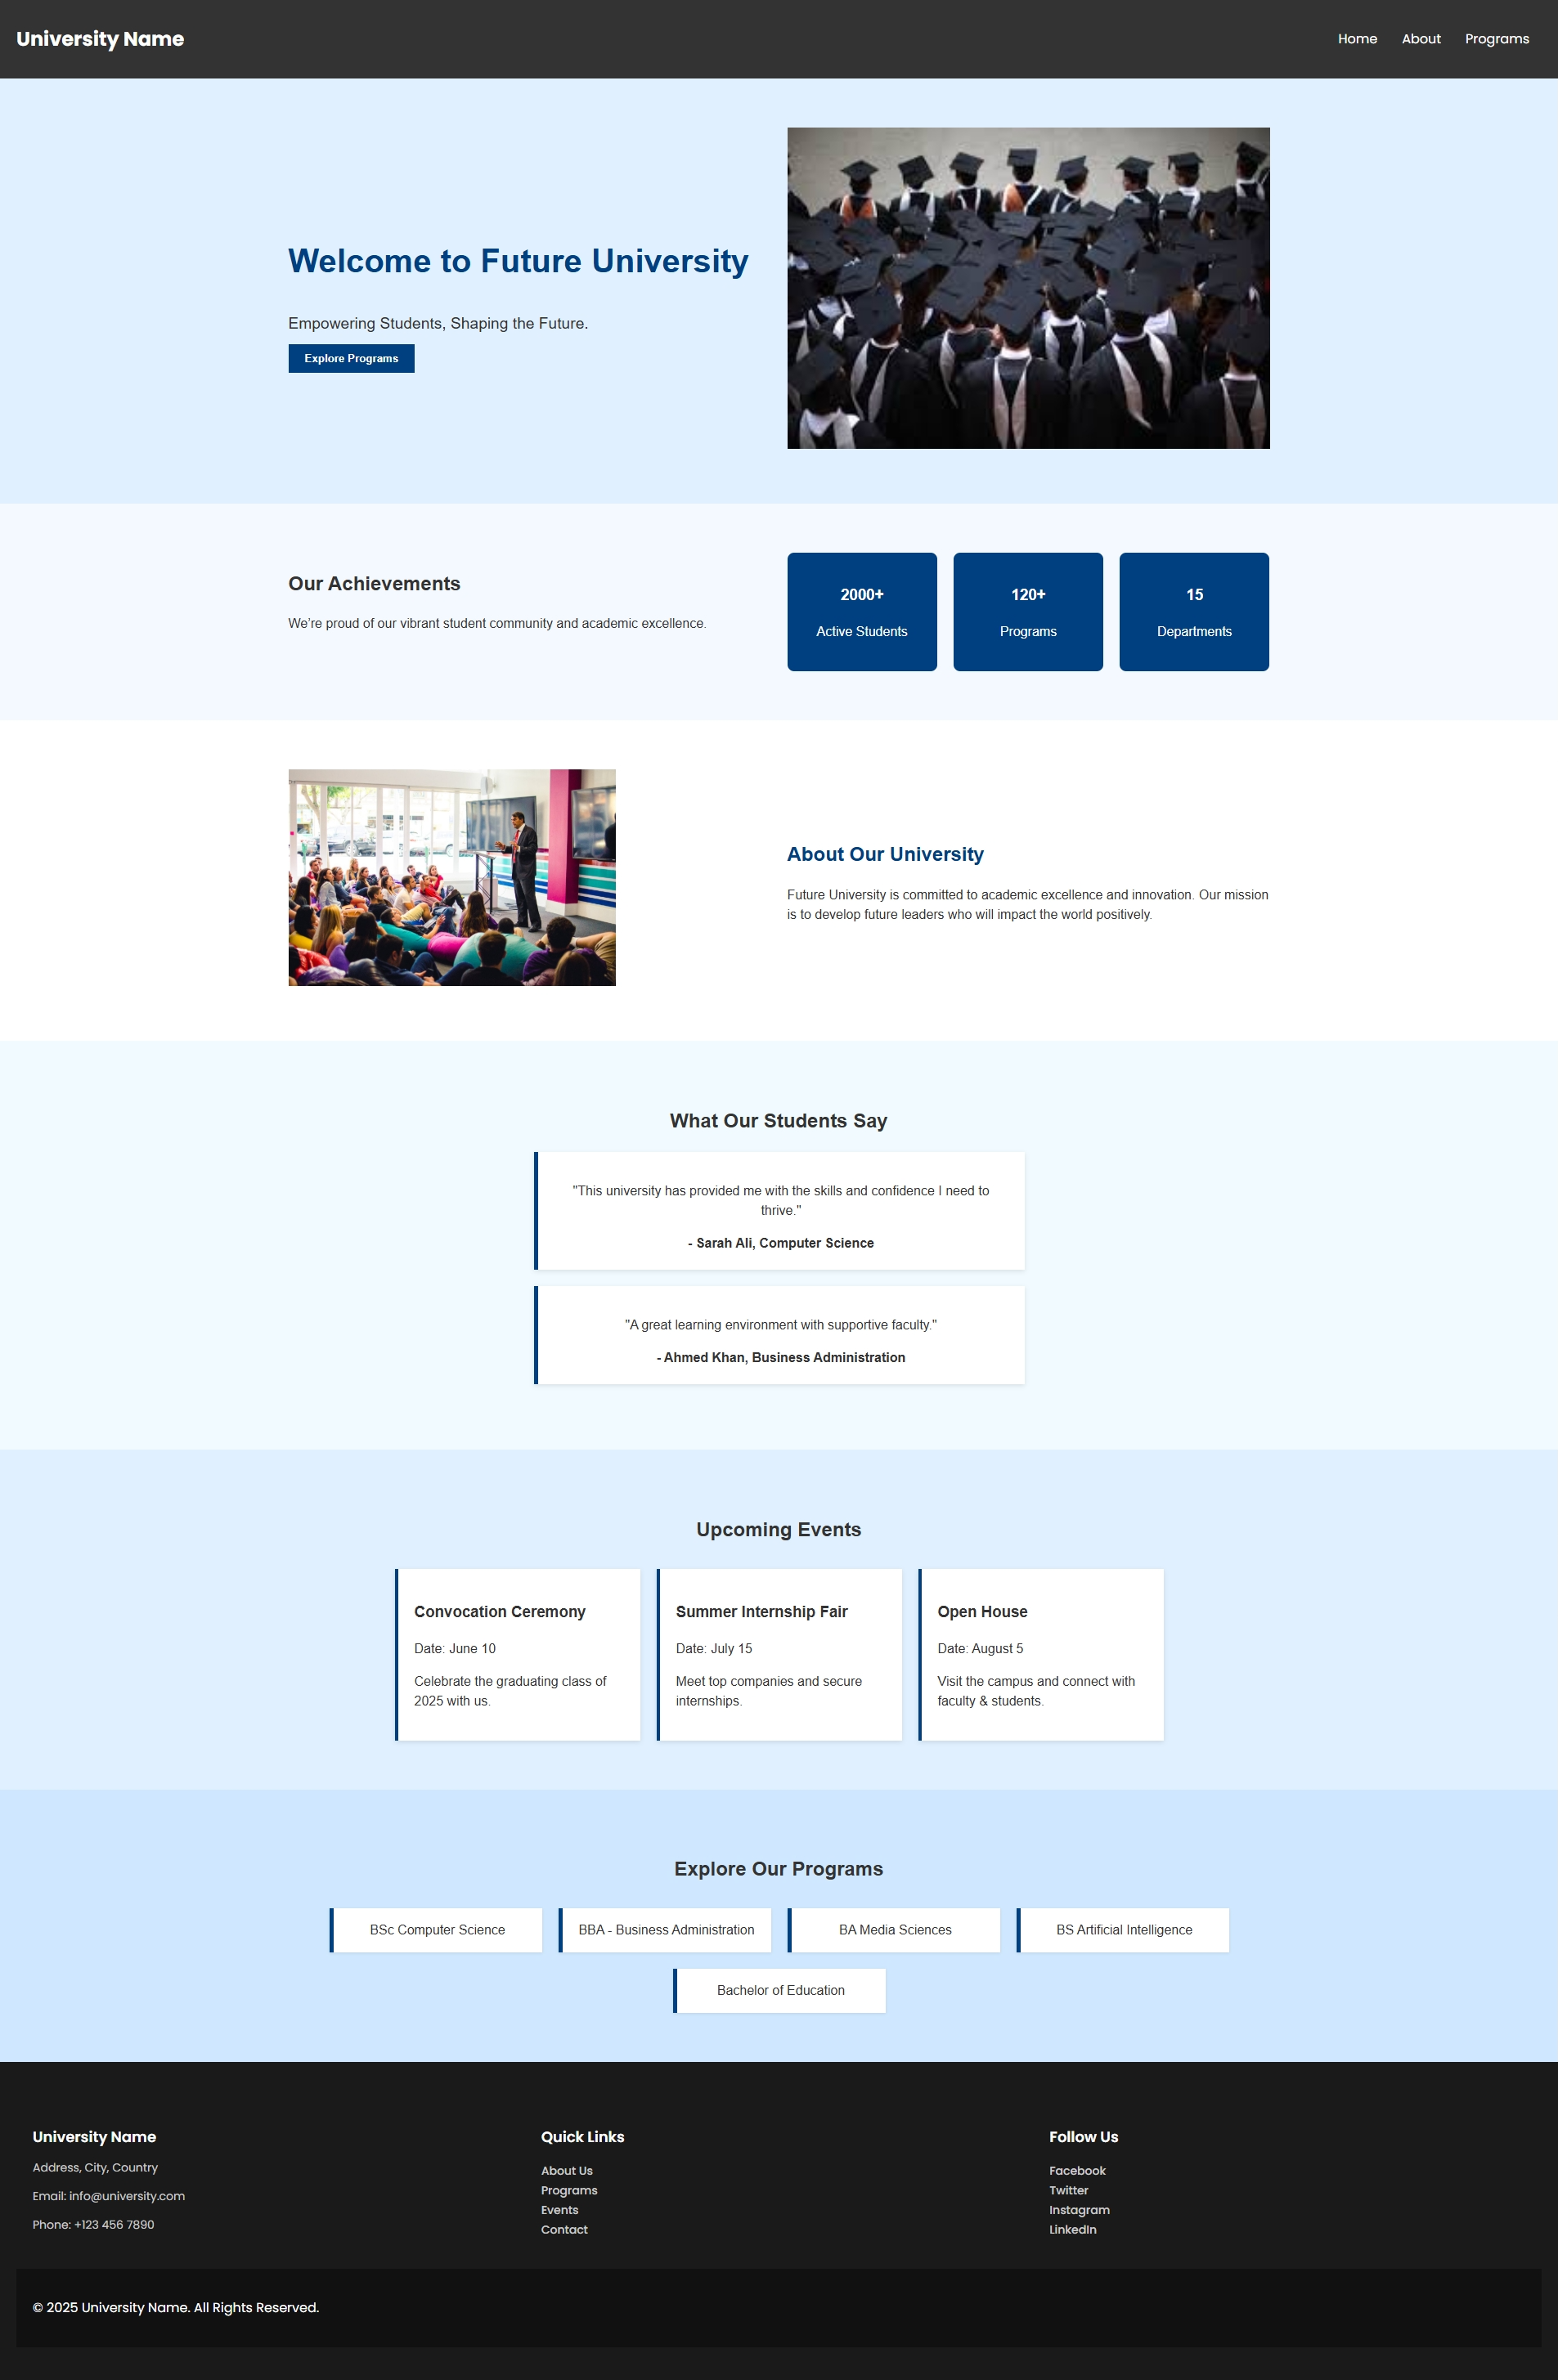 University Name
Home About Programs
Welcome to Future University
Empowering Students, Shaping the Future.
Explore Programs
Our Achievements
We're proud of our vibrant student community and academic excellence.
2000+
Active Students
120+
Programs
15
Departments
About Our University
Future University is committed to academic excellence and innovation. Our mission
is to develop future leaders who will impact the world positively.
What Our Students Say
"This university has provided me with the skills and confidence I need to
thrive."
- Sarah Ali, Computer Science
"A great learning environment with supportive faculty."
- Ahmed Khan, Business Administration
Upcoming Events
Convocation Ceremony
Date: June 10
Celebrate the graduating class of
2025 with us.
Summer Internship Fair
Date: July 15
Meet top companies and secure
internships.
Open House
Date: August 5
Visit the campus and connect with
faculty & students.
Explore Our Programs
BSc Computer Science
BBA - Business Administration
BA Media Sciences
BS Artificial Intelligence
Bachelor of Education
University Name
Address, City, Country
Email: info@university.com
Phone: +123 456 7890
Quick Links
About Us
Programs
Events
Contact
Follow Us
Facebook
Twitter
Instagram
LinkedIn
© 2025 University Name. All Rights Reserved.